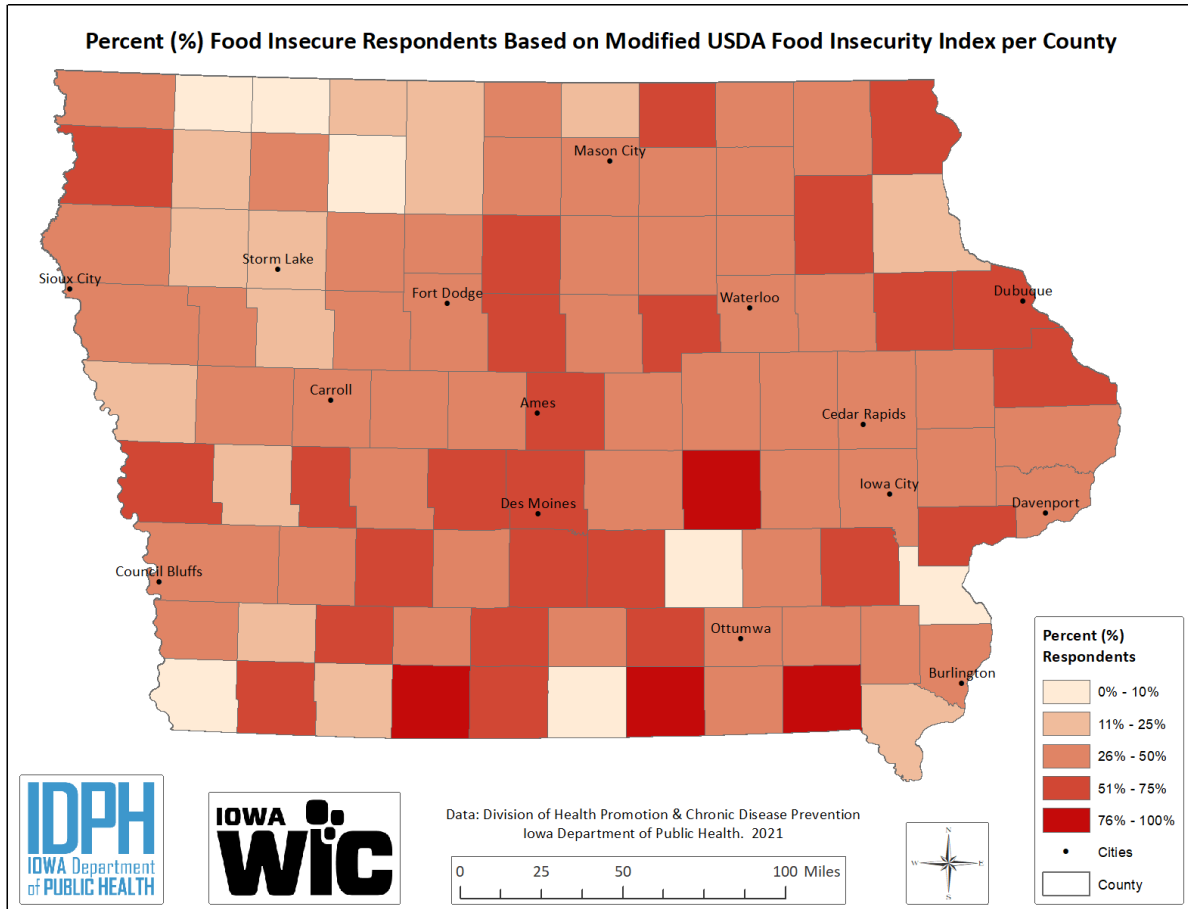 Percent (%) Food Insecure Respondents Based on Modified USDA Food Insecurity Index per County
Mason City
Storm Lake
Sioux City
Fort Dodge
Waterloo
Dubuque
Carroll
Ames
Cedar Rapids
Des Moines
Iowa City
Davenport
Council Bluffs
Ottumwa
Burlington
Percent (%)
Respondents
0% - 10%
11% - 25%
26% - 50%
51% - 75%
76% - 100%
Cities
County
IDPH
IOWA Department
of PUBLIC HEALTH
IOWA
WIC
Data: Division of Health Promotion & Chronic Disease Prevention
Iowa Department of Public Health. 2021
0 25 50 100 Miles
N
W E
S